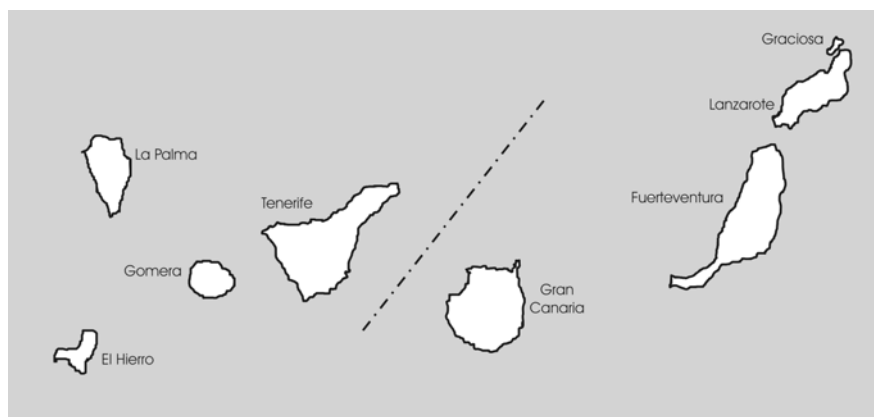 Graciosa
Lanzarote
La Palma
Fuerteventura
Tenerife
Gomera
Gran
Canaria
El Hierro